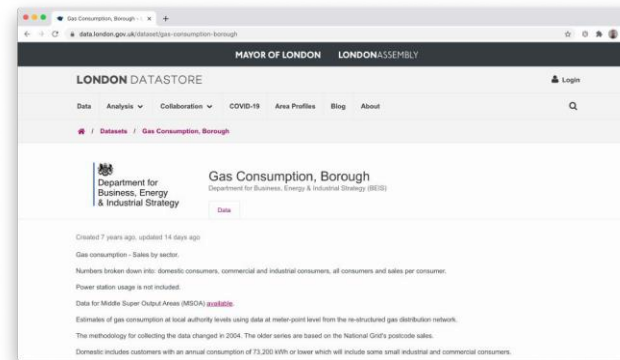 Gas Consumption, Borough -
data.london.gov.uk/dataset/gas-consumption-borough
MAYOR OF LONDON LONDONASSEMBLY
LONDON DATASTORE
Login
Data Analysis Collaboration COVID-19 Area Profiles Blog About
/ Datasets / Gas Consumption, Borough
Department for
Business, Energy
& Industrial Strategy
Gas Consumption, Borough
Department for Business, Energy & Industrial Strategy (BEIS)
Data
Created 7 years ago, updated 14 days ago
Gas consumption - Sales by sector.
Numbers broken down into: domestic consumers, commercial and industrial consumers, all consumers and sales per consumer.
Power station usage is not included.
Data for Middle Super Output Areas (MSOA) available.
Estimates of gas consumption at local authority levels using data at meter-point level from the re-structured gas distribution network.
The methodology for collecting the data changed in 2004. The older series are based on the National Grid's postcode sales.
Domestic includes customers with an annual consumption of 73,200 kWh or lower which will include some small industrial and commercial consumers.